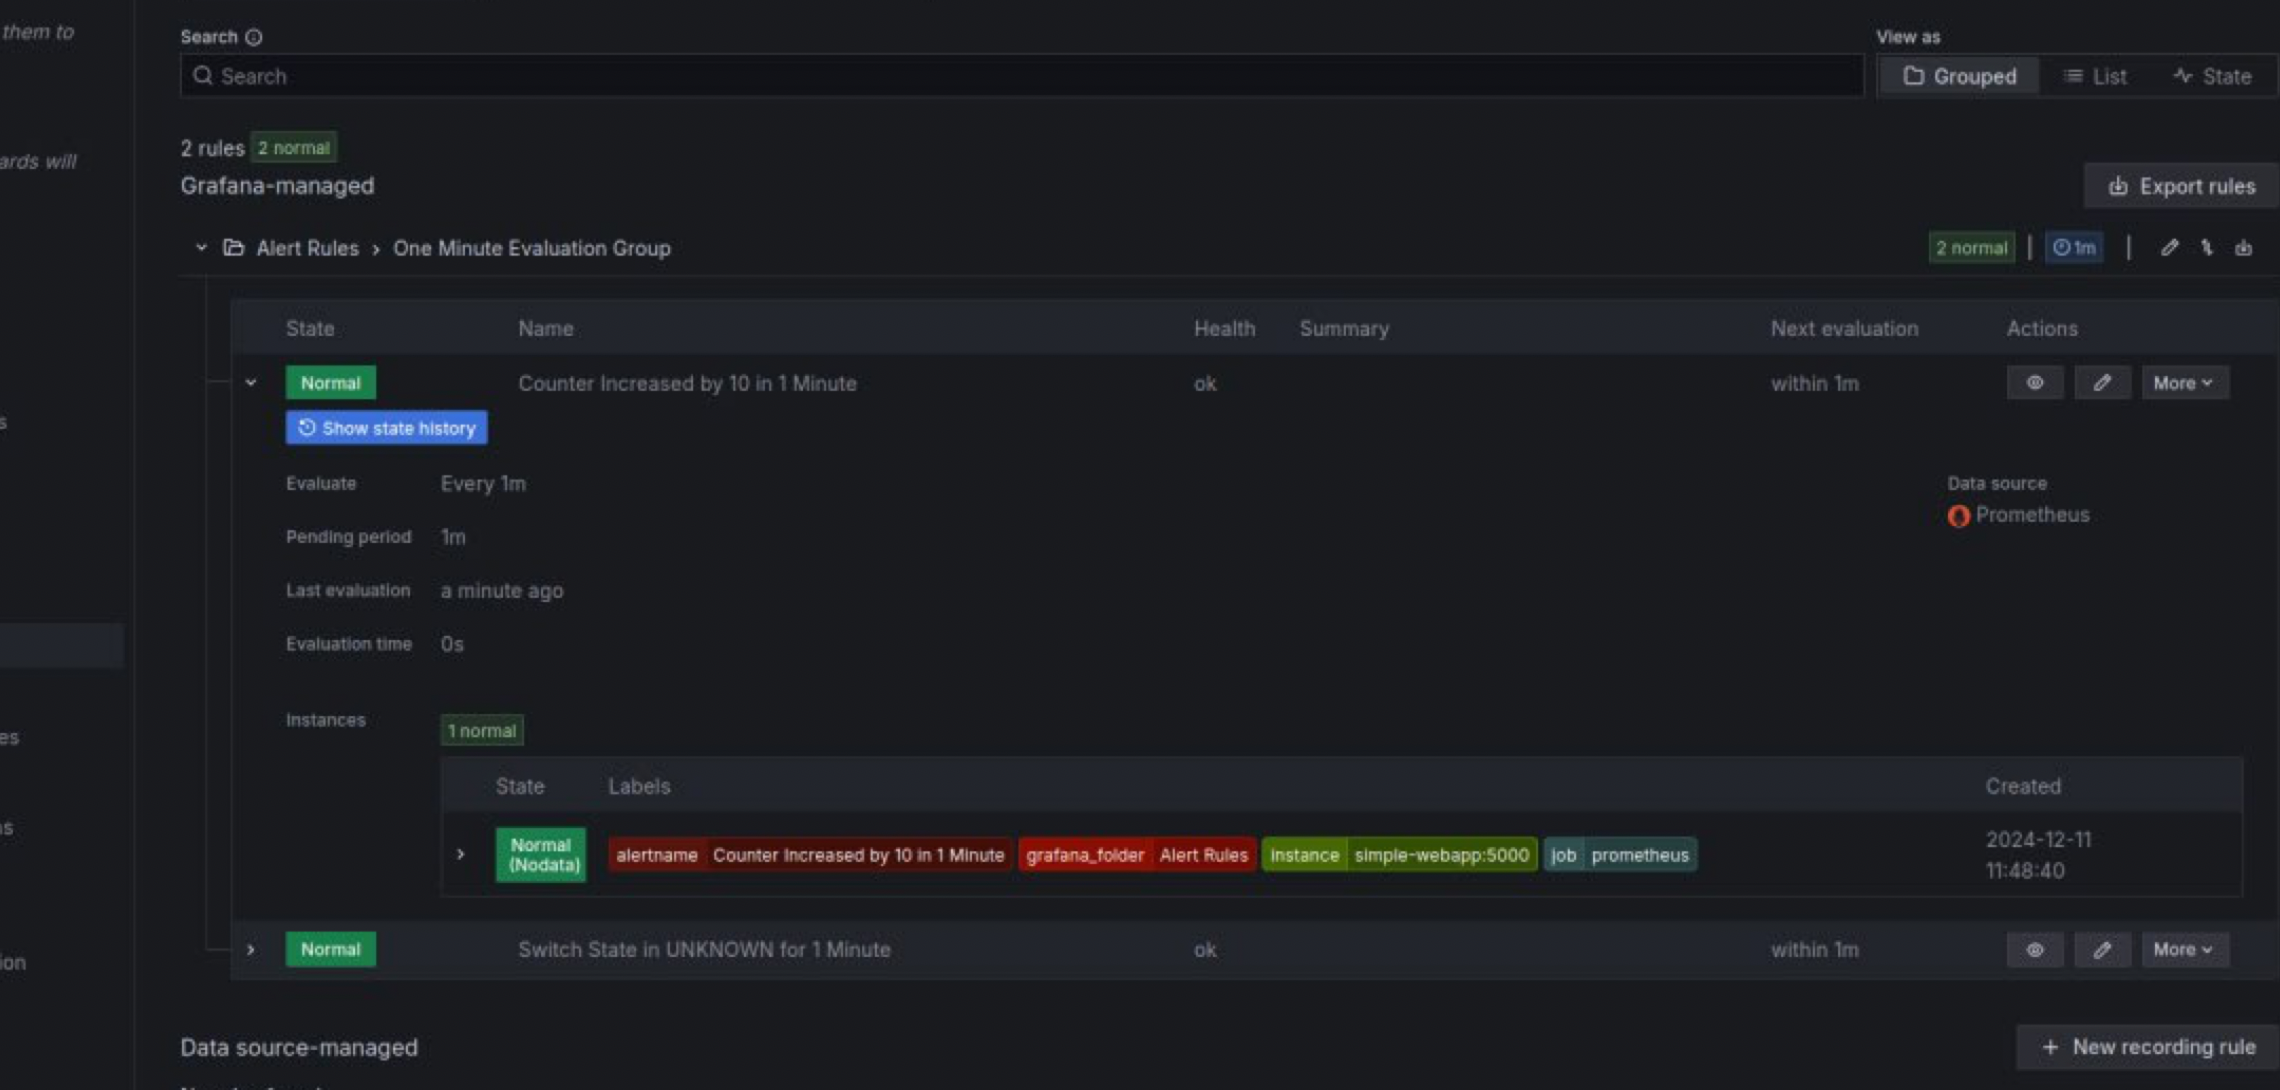 them to
ards will
s
es
ns
ion
Search
Search
View as
Grouped List State
2 rules 2 normal
Grafana-managed
Export rules
Alert Rules > One Minute Evaluation Group
2 normal | 1m |
State Name Health Summary Next evaluation Actions
Normal Counter Increased by 10 in 1 Minute ok within 1m More
Show state history
Evaluate Every 1m
Data source
Prometheus
Pending period 1m
Last evaluation a minute ago
Evaluation time 0s
Instances 1 normal
State Labels Created
Normal (Nodata) alertname Counter Increased by 10 in 1 Minute grafana_folder Alert Rules instance simple-webapp:5000 job prometheus
2024-12-11
11:48:40
Normal Switch State in UNKNOWN for 1 Minute ok within 1m More
Data source-managed
+ New recording rule